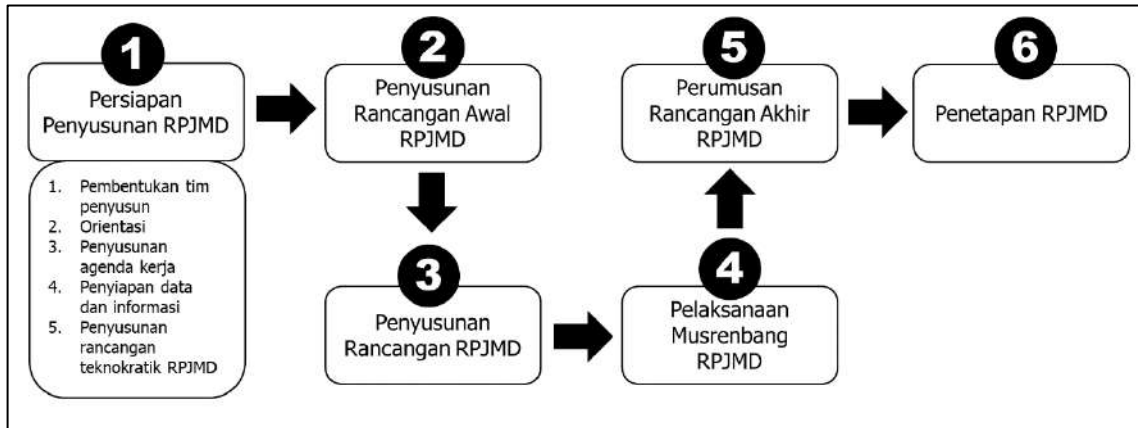 1
Persiapan
Penyusunan RPJMD
1. Pembentukan tim
penyusun
2. Orientasi
3. Penyusunan
agenda kerja
4. Penyiapan data
dan informasi
5. Penyusunan
rancangan
teknokratik RPJMD
2
Penyusunan
Rancangan Awal
RPJMD
3
Penyusunan
Rancangan RPJMD
4
Pelaksanaan
Musrenbang
RPJMD
5
Perumusan
Rancangan Akhir
RPJMD
6
Penetapan RPJMD